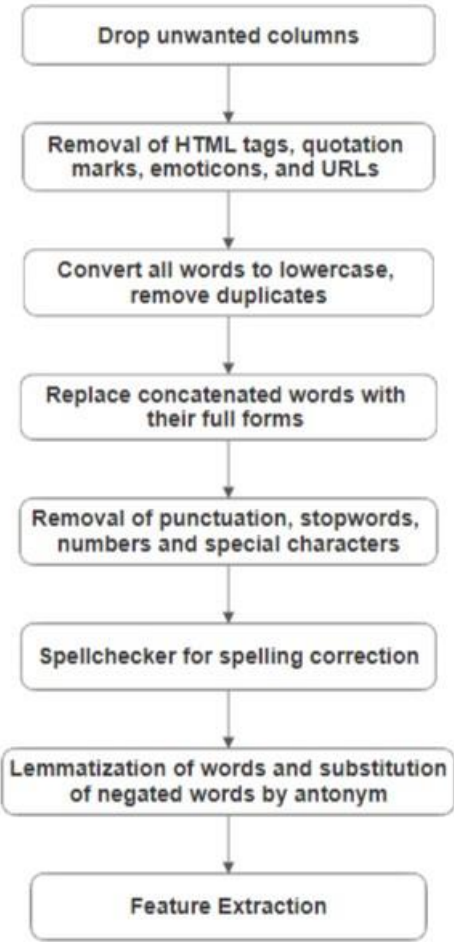 Drop unwanted columns
Removal of HTML tags, quotation
marks, emoticons, and URLs
Convert all words to lowercase,
remove duplicates
Replace concatenated words with
their full forms
Removal of punctuation, stopwords,
numbers and special characters
Spellchecker for spelling correction
Lemmatization of words and substitution
of negated words by antonym
Feature Extraction